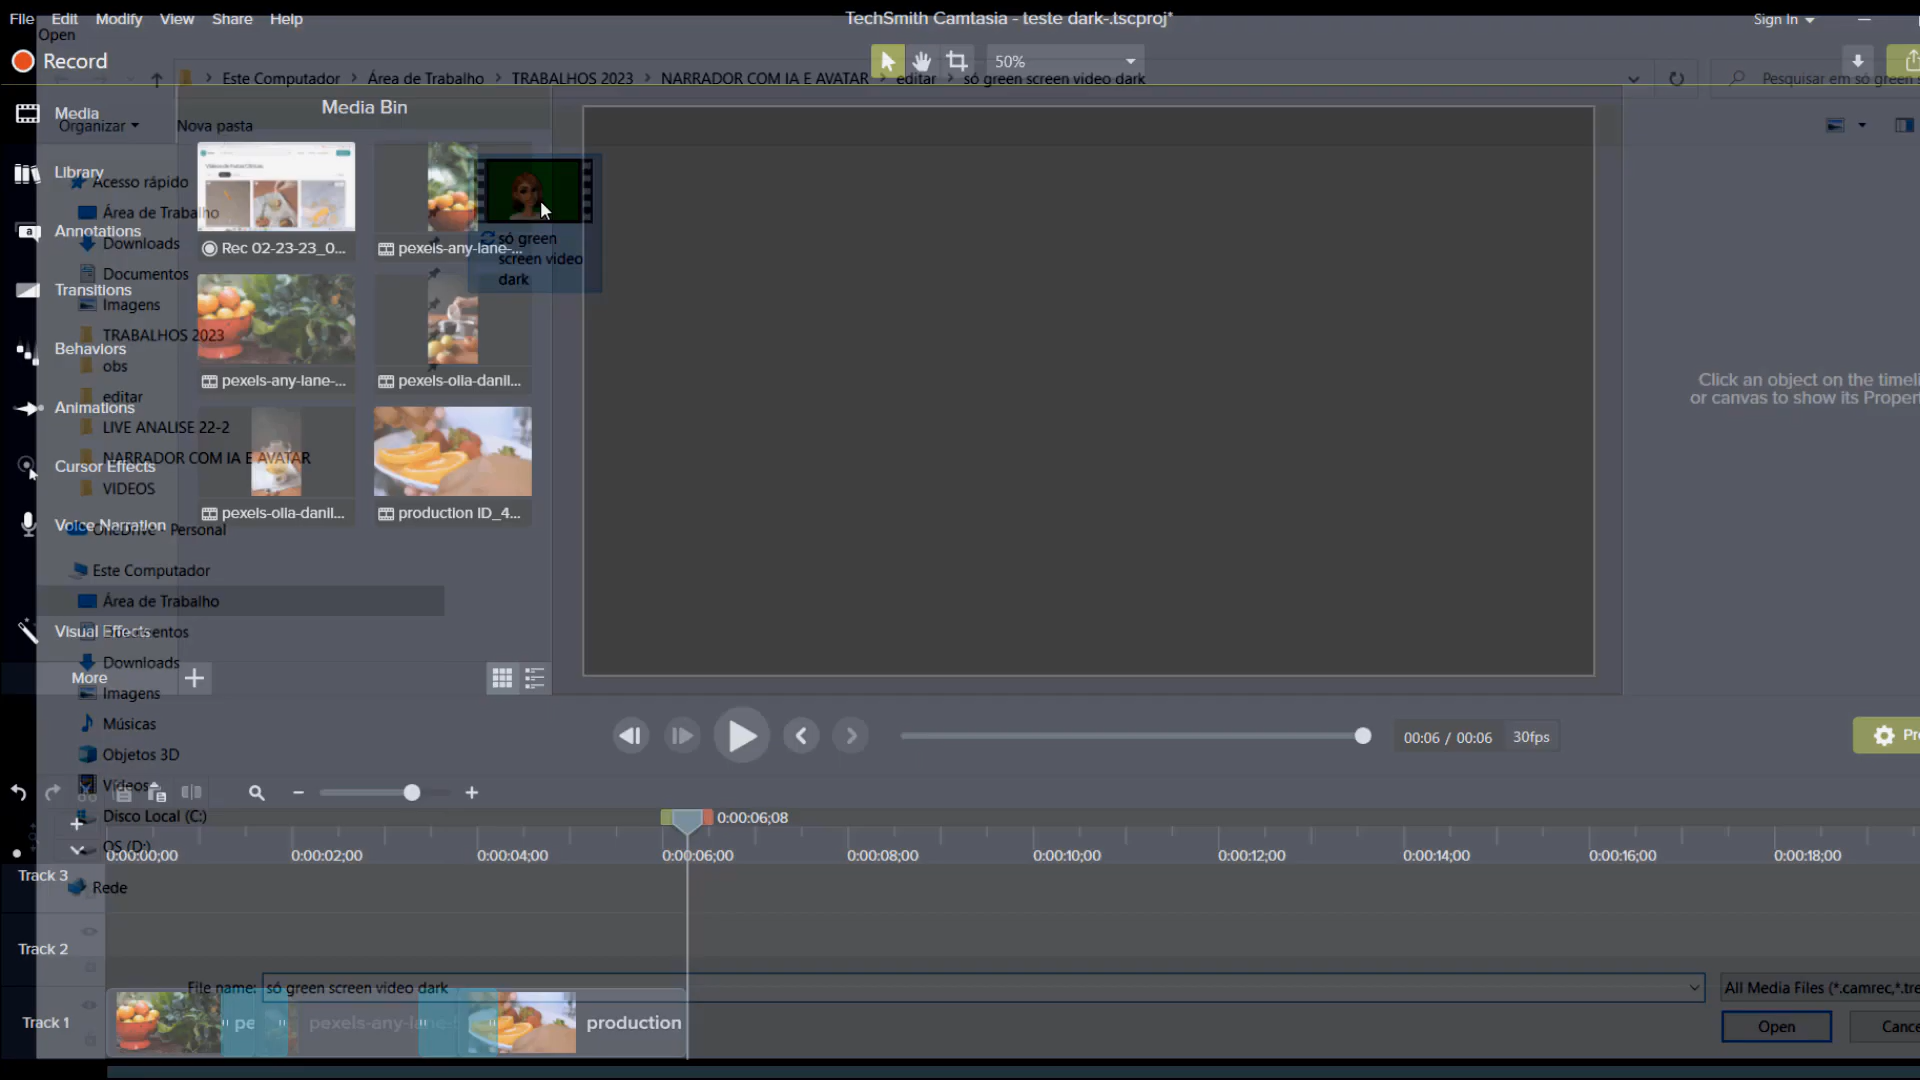 File Edit Modify View Share Help
TechSmith Camtasia - teste dark-.tscproj*
Sign In
Open
Record
50%
Este Computador > Área de Trabalho > TRABALHOS 2023 > NARRADOR COM IA E AVATAR > editar > só green screen video dark
Pesquisar em só green s
Media Bin
Media
Organizar
Nova pasta
Library
Acesso rápido
Área de Trabalho
Annotations
Downloads
Documentos
Transitions
Imagens
TRABALHOS 2023
Behaviors
obs
editar
Animations
LIVE ANALISE 22-2
NARRADOR COM IA E AVATAR
Cursor Effects
VIDEOS
Voice Narration
OneDrive - Personal
Este Computador
Área de Trabalho
Visual Effects
Downloads
More
Imagens
Músicas
Objetos 3D
Vídeos
Disco Local (C:)
OS (D:)
Rede
Rec 02-23-23_0...
pexels-any-lane-...
só green
screen video
dark
pexels-any-lane-...
pexels-olla-danil...
pexels-olla-danil...
production ID_4...
Click an object on the timeli
or canvas to show its Proper
00:06 / 00:06
30fps
Pr
0:00:06;08
0:00:00;00
0:00:02;00
0:00:04;00
0:00:06;00
0:00:08;00
0:00:10;00
0:00:12;00
0:00:14;00
0:00:16;00
0:00:18;00
Track 3
Track 2
File name: só green screen video dark
All Media Files (*.camrec,*.tre
Track 1
pe
pexels-any-lane-
production
Open
Cance